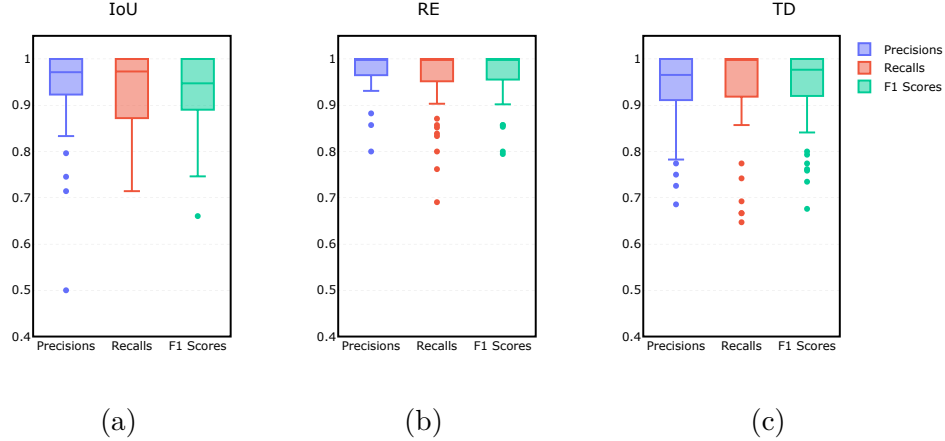 IoU
RE
TD
1
0.9
0.8
0.7
0.6
0.5
0.4
Precisions Recalls F1 Scores
1
0.9
0.8
0.7
0.6
0.5
0.4
Precisions Recalls F1 Scores
1
0.9
0.8
0.7
0.6
0.5
0.4
Precisions Recalls F1 Scores
Precisions
Recalls
F1 Scores
(a)
(b)
(c)